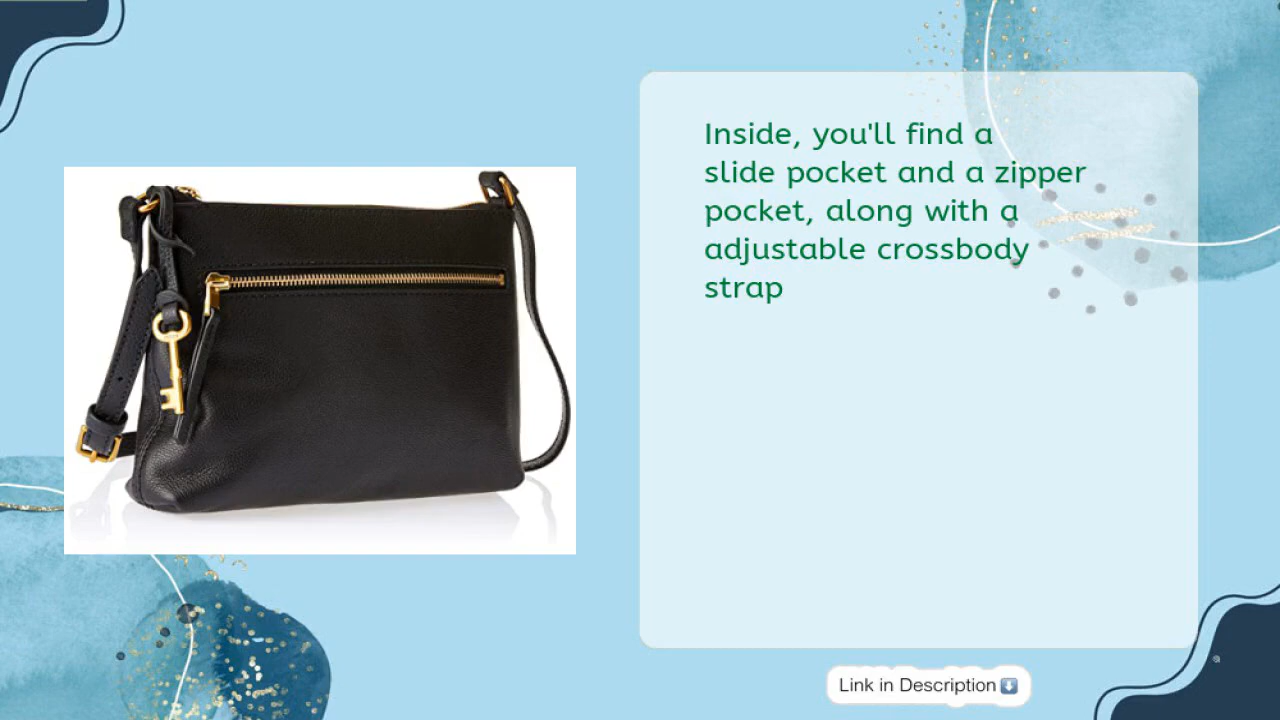 Inside, you'll find a
slide pocket and a zipper
pocket, along with a
adjustable crossbody
strap
Link in Description⬇️